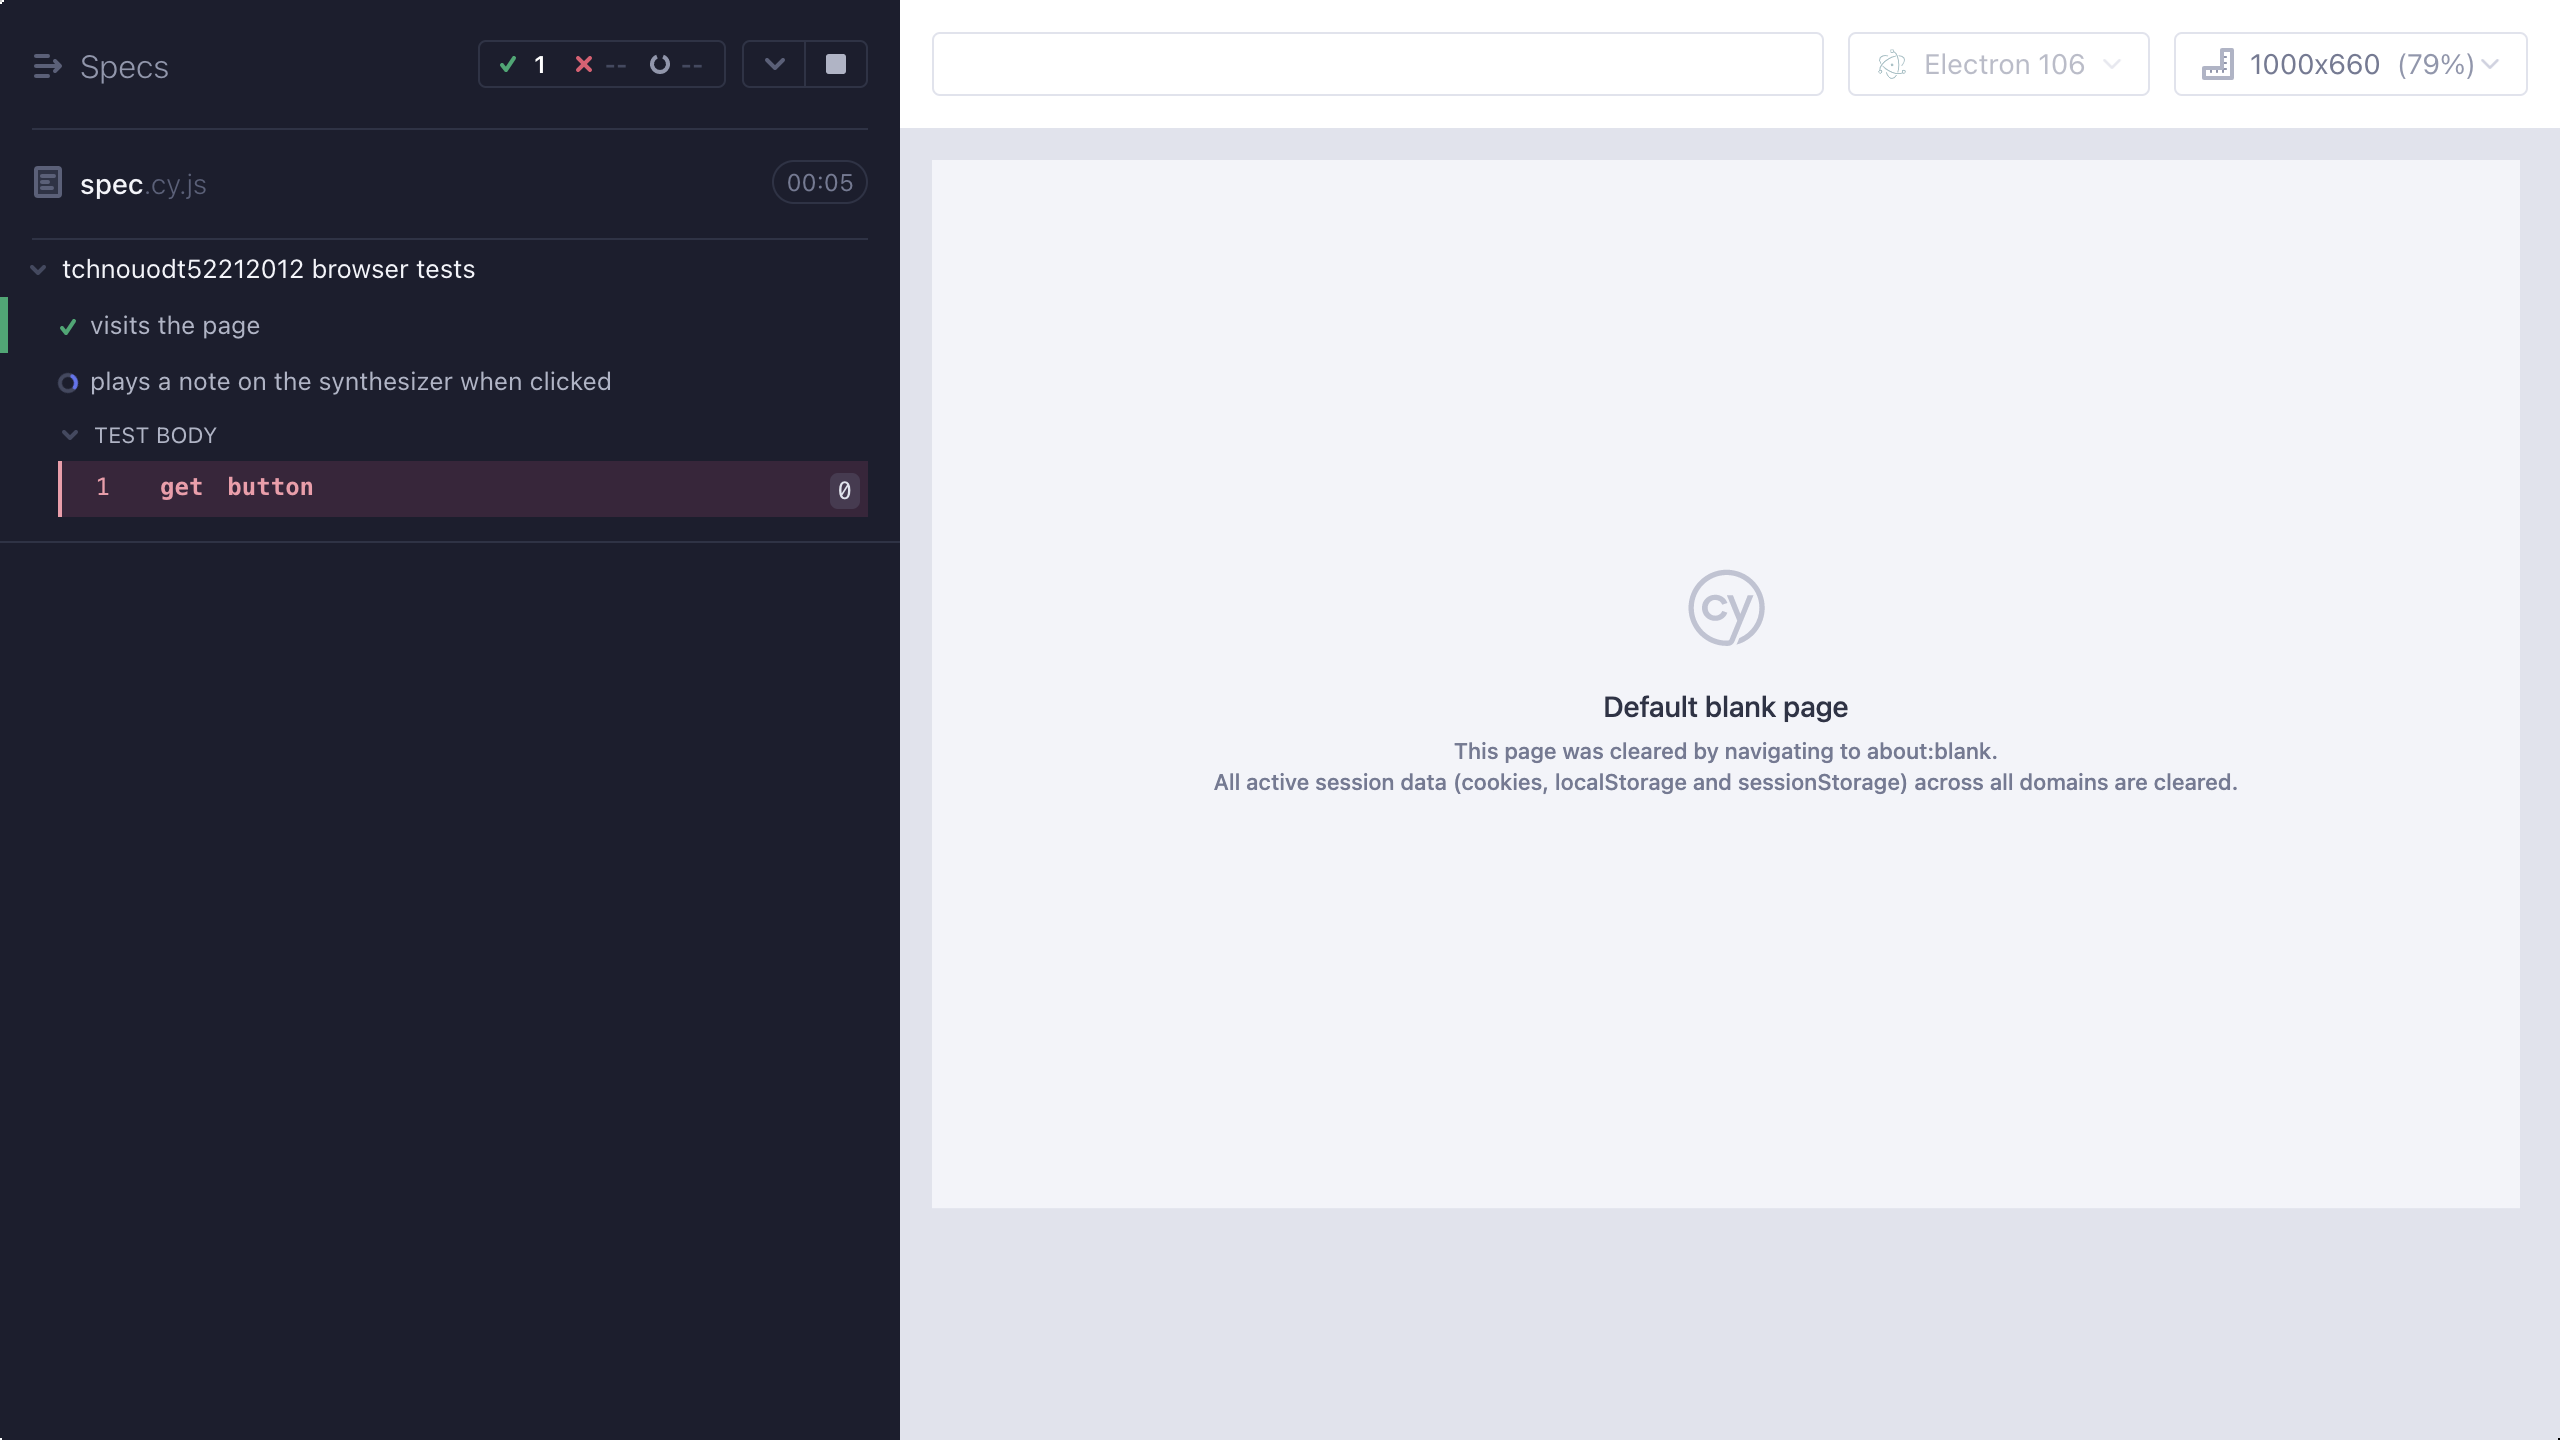 Specs
1 -- --
spec.cy.js
00:05
tchnouodt52212012 browser tests
visits the page
plays a note on the synthesizer when clicked
TEST BODY
1 get button 0
Electron 106
1000x660 (79%)
cy
Default blank page
This page was cleared by navigating to about:blank.
All active session data (cookies, localStorage and sessionStorage) across all domains are cleared.